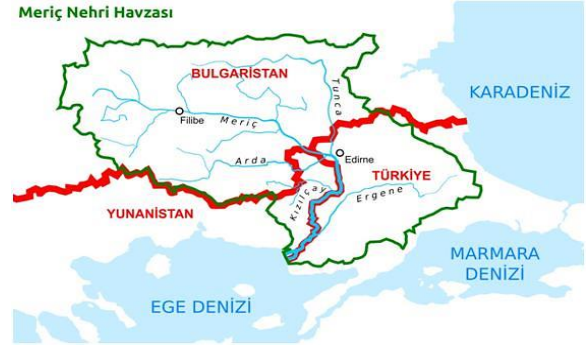 Meriç Nehri Havzası
BULGARİSTAN
Tunca
KARADENİZ
Filibe
Meriç
Edirne
Arda
TÜRKİYE
Kızılçay
Ergene
YUNANİSTAN
MARMARA
DENİZİ
EGE DENİZİ